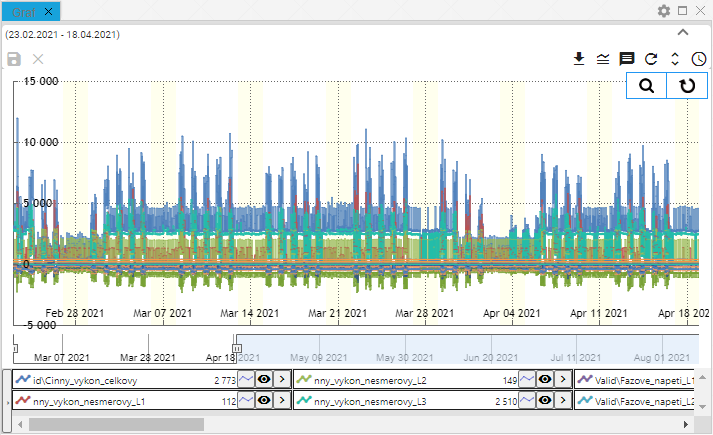 Graf
(23.02.2021 - 18.04.2021)
15 000
10 000
5 000
0
-5 000
Feb 28 2021
Mar 07 2021
Mar 14 2021
Mar 21 2021
Mar 28 2021
Apr 04 2021
Apr 11 2021
Apr 18 202
Mar 07 2021
Mar 28 2021
Apr 18 2021
May 09 2021
May 30 2021
Jun 20 2021
Jul 11 2021
Aug 01 2021
id\Cinny_vykon_celkovy 2 773
nny_vykon_nesmerovy_L2 149
Valid\Fazove_napeti_L1
nny_vykon_nesmerovy_L1 112
nny_vykon_nesmerovy_L3 2 510
Valid\Fazove_napeti_L2